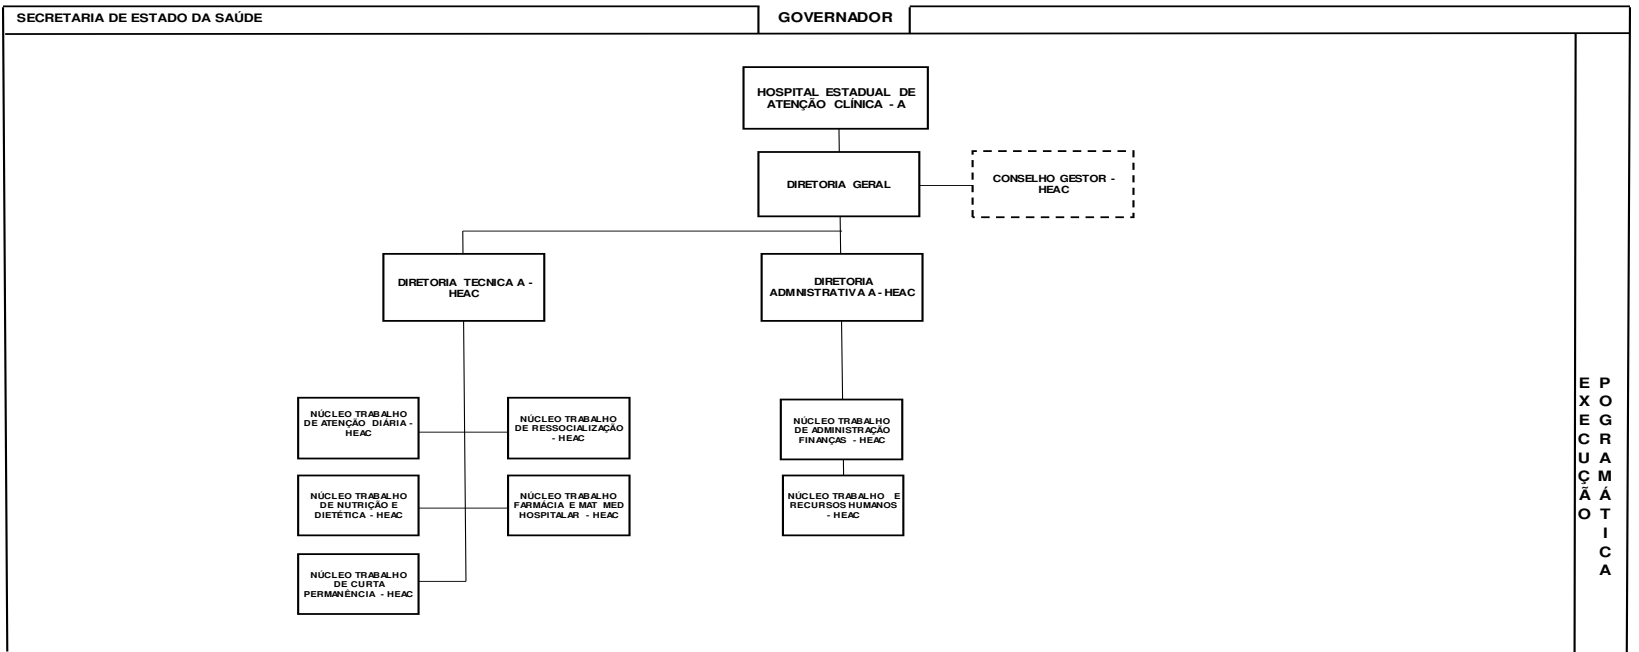 SECRETARIA DE ESTADO DA SAÚDE
GOVERNADOR
HOSPITAL ESTADUAL DE
ATENÇÃO CLÍNICA - A
DIRETORIA GERAL
CONSELHO GESTOR -
HEAC
DIRETORIA TECNICA A -
HEAC
DIRETORIA
ADMNISTRATIVA A - HEAC
NÚCLEO TRABALHO
DE ATENÇÃO DIÁRIA -
HEAC
NÚCLEO TRABALHO
DE RESSOCIALIZAÇÃO
- HEAC
NÚCLEO TRABALHO
DE ADMINISTRAÇÃO
FINANÇAS - HEAC
NÚCLEO TRABALHO
DE NUTRIÇÃO E
DIETÉTICA - HEAC
NÚCLEO TRABALHO
FARMÁCIA E MAT MED
HOSPITALAR - HEAC
NÚCLEO TRABALHO E
RECURSOS HUMANOS
- HEAC
NÚCLEO TRABALHO
DE CURTA
PERMANÊNCIA - HEAC
EXECUÇÃO
POGRAMÁTICA